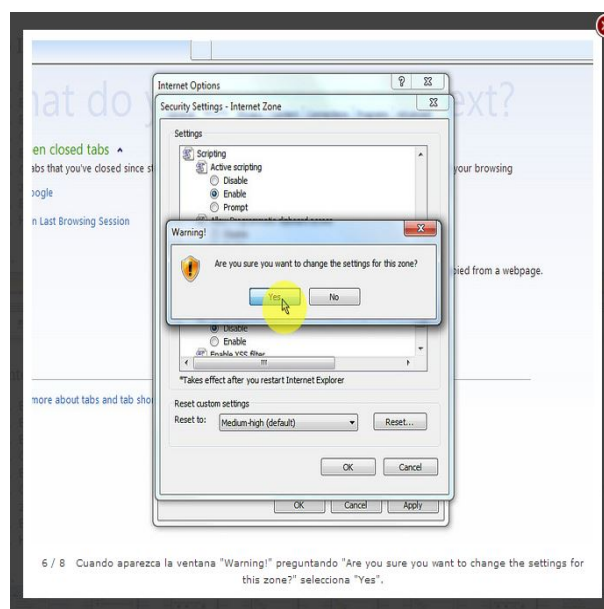 hat do y
ext?
Internet Options
Security Settings - Internet Zone
en closed tabs
Settings
abs that you've closed since st
your browsing
Scripting
Active scripting
Disable
Enable
Prompt
oogle
n Last Browsing Session
Warning!
Are you sure you want to change the settings for this zone?
pied from a webpage.
Yes
No
Disable
Enable
Enable XSS filter
*Takes effect after you restart Internet Explorer
more about tabs and tab shor
Reset custom settings
Reset to:
Medium-high (default)
Reset...
OK
Cancel
OK
Cancel
Apply
6 / 8 Cuando aparezca la ventana "Warning!" preguntando "Are you sure you want to change the settings for
this zone?" selecciona "Yes".